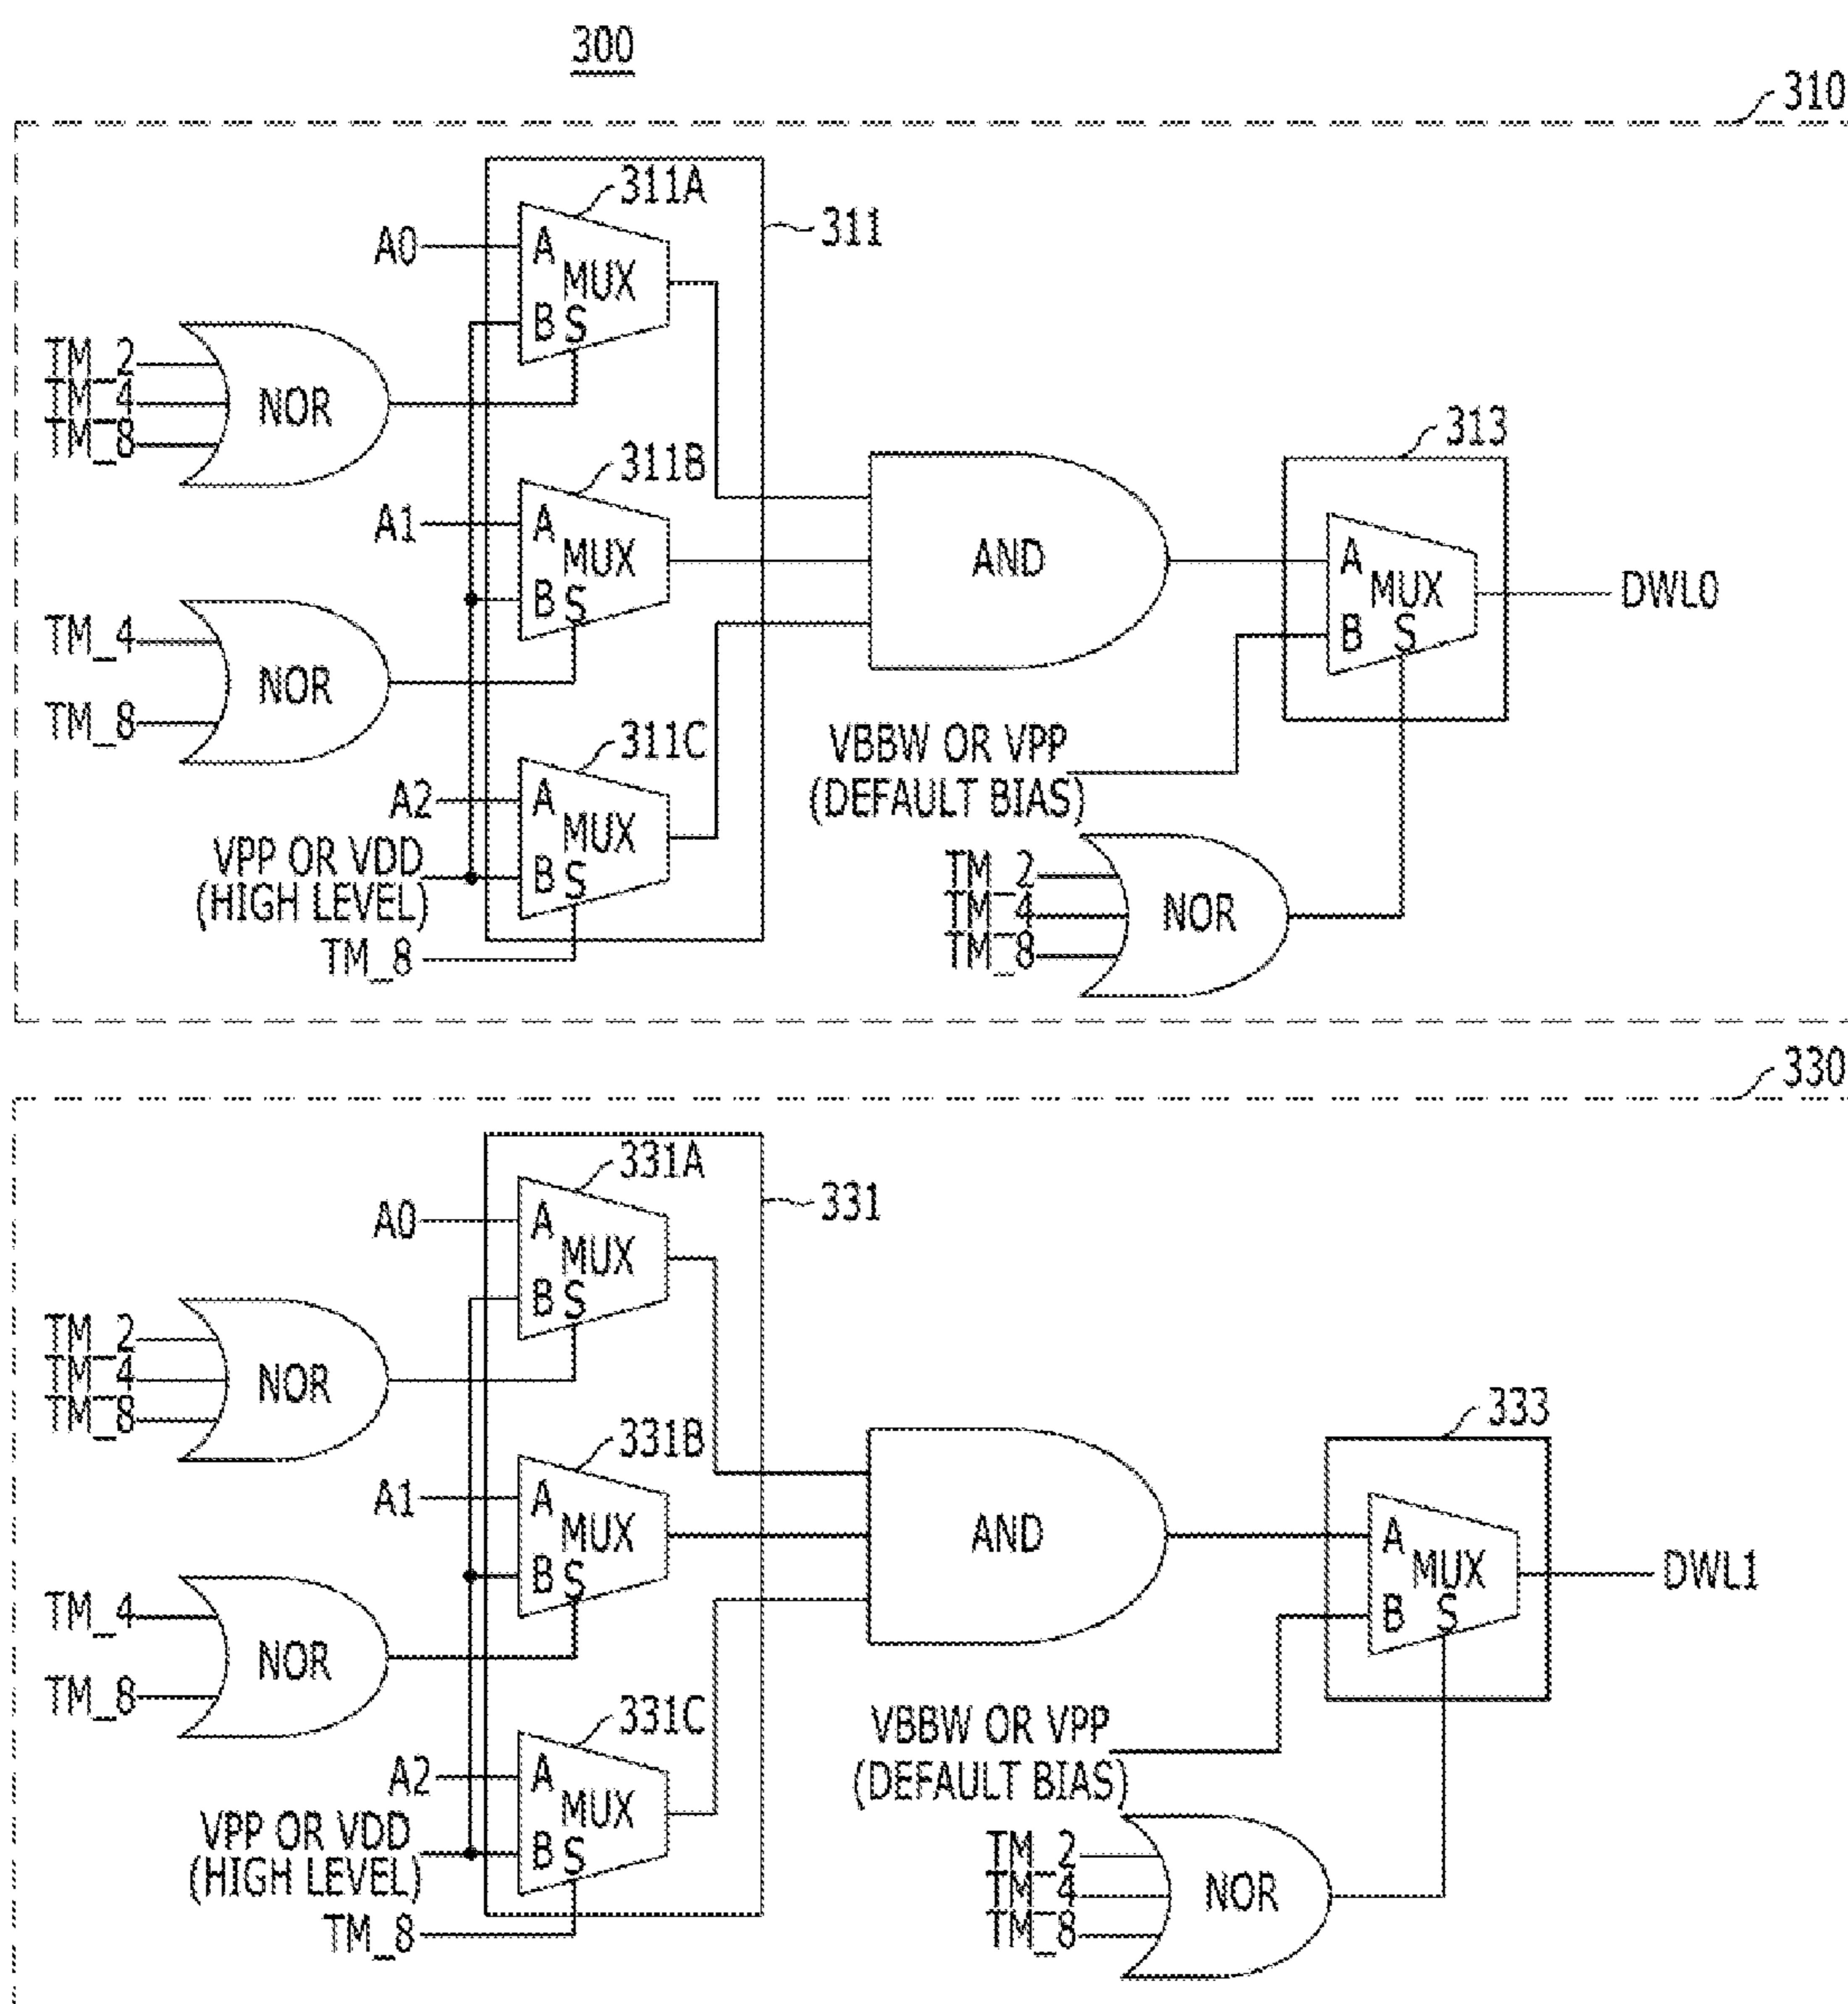 300
310
311A
311
A0
A
MUX
B
S
TM_2
TM_4
TM_8
NOR
311B
A1
A
MUX
B
S
TM_4
TM_8
NOR
311C
A2
A
MUX
B
S
VPP OR VDD
(HIGH LEVEL)
TM_8
AND
313
A
MUX
B
S
DWL0
VBBW OR VPP
(DEFAULT BIAS)
TM_2
TM_4
TM_8
NOR
330
331A
331
A0
A
MUX
B
S
TM_2
TM_4
TM_8
NOR
331B
A1
A
MUX
B
S
TM_4
TM_8
NOR
331C
A2
A
MUX
B
S
VPP OR VDD
(HIGH LEVEL)
TM_8
AND
333
A
MUX
B
S
DWL1
VBBW OR VPP
(DEFAULT BIAS)
TM_2
TM_4
TM_8
NOR